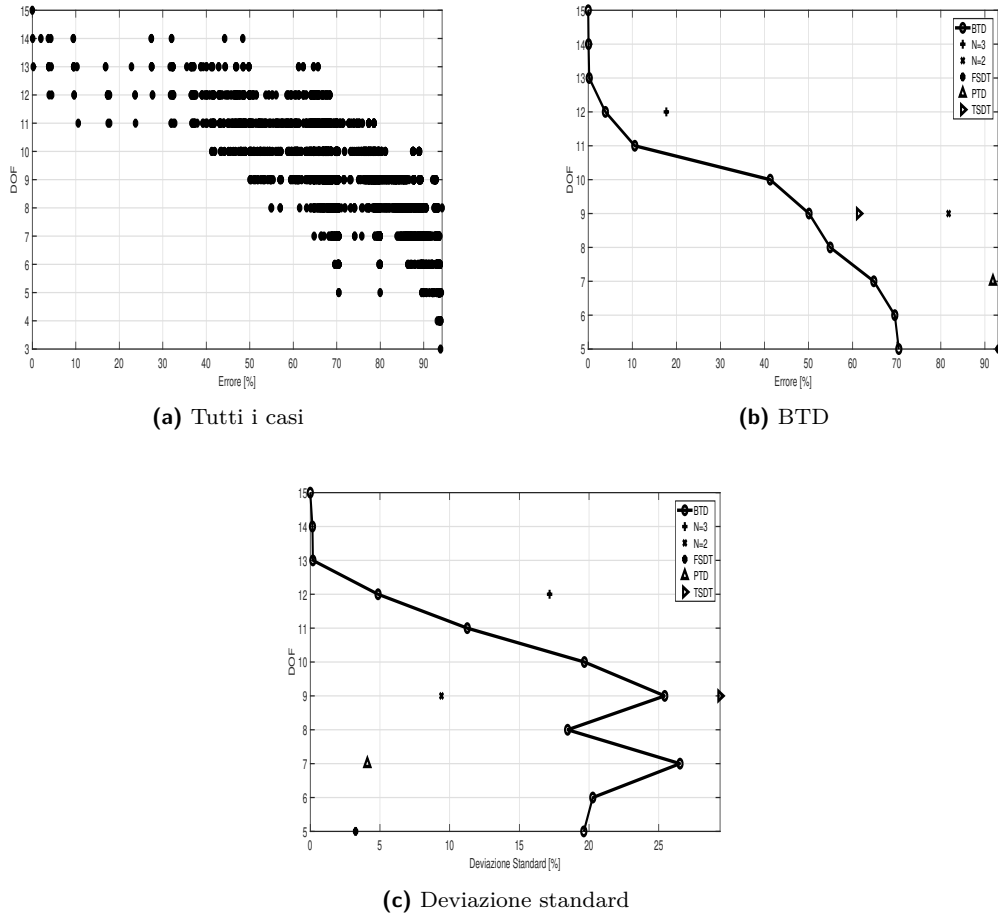 15
14
13
12
11
10
9
8
7
6
5
4
3
DOF
0 10 20 30 40 50 60 70 80 90
Errore [%]
(a) Tutti i casi
15
14
13
12
11
10
9
8
7
6
5
DOF
0 10 20 30 40 50 60 70 80 90
Errore [%]
BTD
N=3
N=2
FSDT
PTD
TSDT
(b) BTD
15
14
13
12
11
10
9
8
7
6
5
DOF
0 5 10 15 20 25
Deviazione Standard [%]
BTD
N=3
N=2
FSDT
PTD
TSDT
(c) Deviazione standard